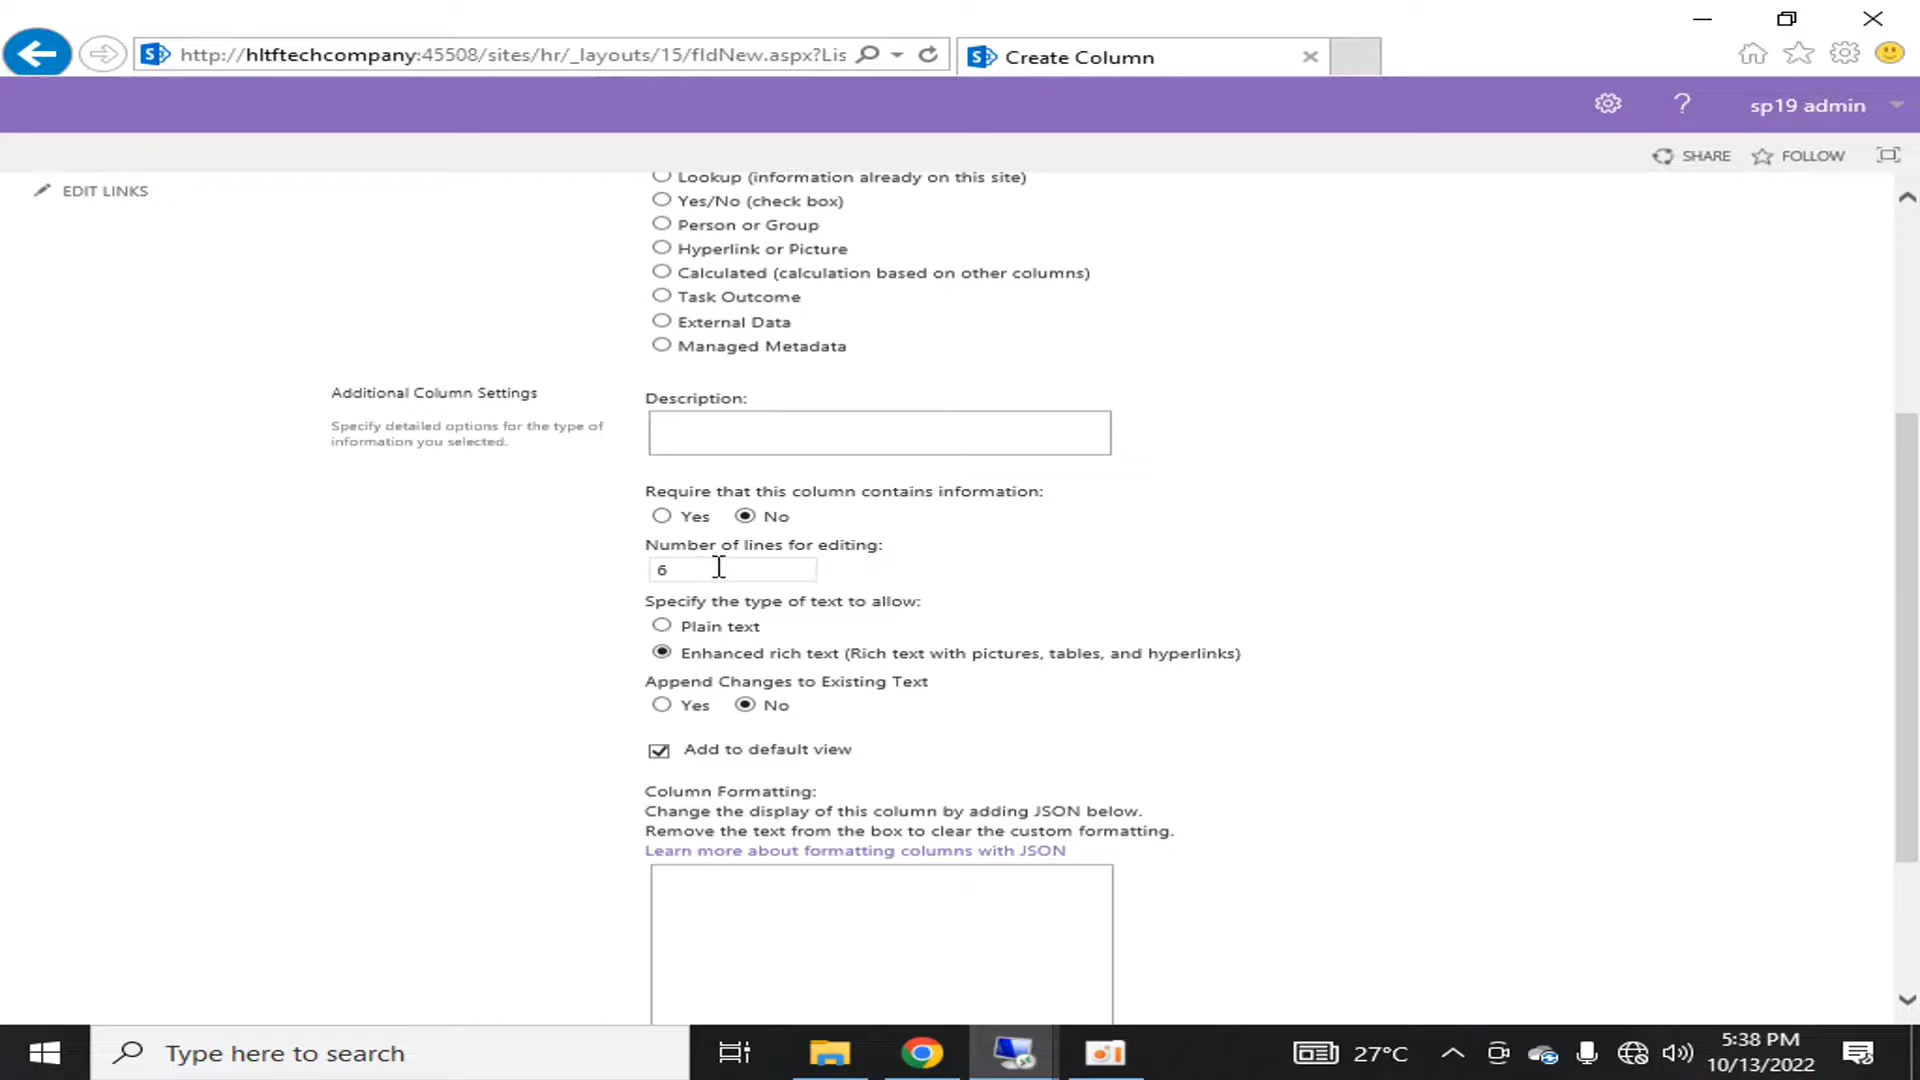 http://hltftechcompany:45508/sites/hr/_layouts/15/fldNew.aspx?Lis
Create Column
sp19 admin
SHARE
FOLLOW
EDIT LINKS
Lookup (information already on this site)
Yes/No (check box)
Person or Group
Hyperlink or Picture
Calculated (calculation based on other columns)
Task Outcome
External Data
Managed Metadata
Additional Column Settings
Specify detailed options for the type of
information you selected.
Description:
Require that this column contains information:
Yes
No
Number of lines for editing:
6
Specify the type of text to allow:
Plain text
Enhanced rich text (Rich text with pictures, tables, and hyperlinks)
Append Changes to Existing Text
Yes
No
Add to default view
Column Formatting:
Change the display of this column by adding JSON below.
Remove the text from the box to clear the custom formatting.
Learn more about formatting columns with JSON
Type here to search
27°C
5:38 PM
10/13/2022